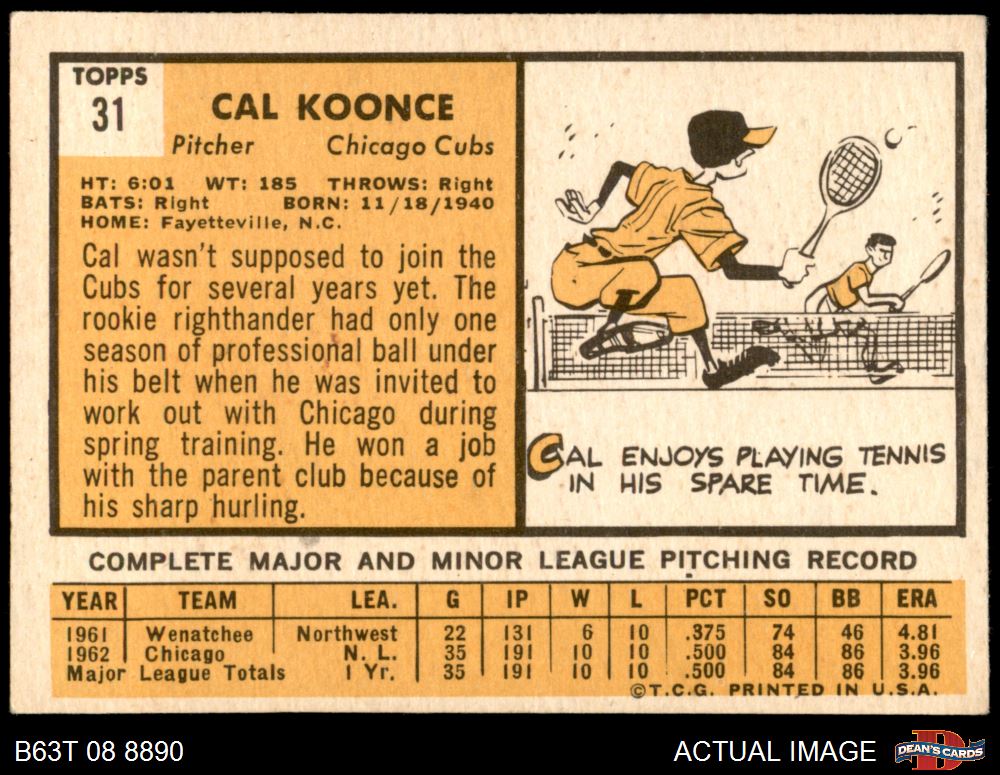 TOPPS
31
CAL KOONCE
Pitcher Chicago Cubs
HT: 6:01 WT: 185 THROWS: Right
BATS: Right BORN: 11/18/1940
HOME: Fayetteville, N.C.
Cal wasn't supposed to join the
Cubs for several years yet. The
rookie righthander had only one
season of professional ball under
his belt when he was invited to
work out with Chicago during
spring training. He won a job
with the parent club because of
his sharp hurling.
CAL ENJOYS PLAYING TENNIS
IN HIS SPARE TIME.
COMPLETE MAJOR AND MINOR LEAGUE PITCHING RECORD
YEAR TEAM LEA. G IP W L PCT SO BB ERA
1961 Wenatchee Northwest 22 131 6 10 .375 74 46 4.81
1962 Chicago N. L. 35 191 10 10 .500 84 86 3.96
Major League Totals 1 Yr. 35 191 10 10 .500 84 86 3.96
©T.C.G. PRINTED IN U.S.A.
B63T 08 8890 ACTUAL IMAGE
DEAN'S CARDS